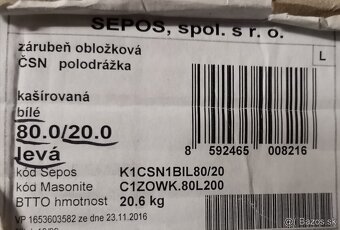 SEPOS, spol. s r. o.
zárubeň obložková
ČSN polodrážka
L
kašírovaná
bílé
80.0/20.0
levá
8 592465 008216
kód Sepos K1CSN1BIL80/20
kód Masonite C1ZOWK.80L200
BTTO hmotnost 20.6 kg
VP 1653603582 ze dne 23.11.2016
Bazoš.sk